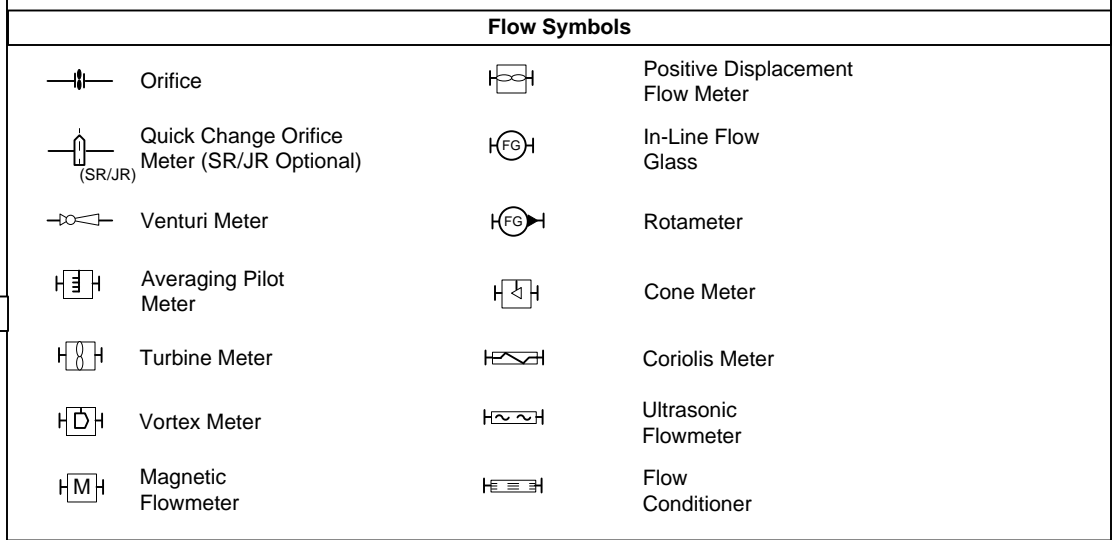 Flow Symbols
Orifice
Quick Change Orifice
Meter (SR/JR Optional)
(SR/JR)
Venturi Meter
Averaging Pilot
Meter
Turbine Meter
Vortex Meter
M
Magnetic
Flowmeter
Positive Displacement
Flow Meter
FG
In-Line Flow
Glass
FG
Rotameter
Cone Meter
Coriolis Meter
Ultrasonic
Flowmeter
Flow
Conditioner